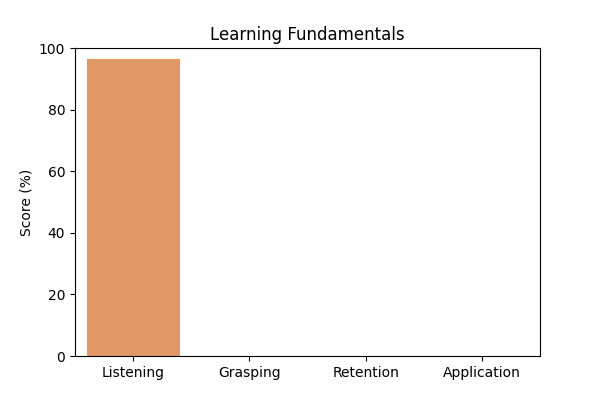 Learning Fundamentals
Score (%)
100
80
60
40
20
0
Listening Grasping Retention Application